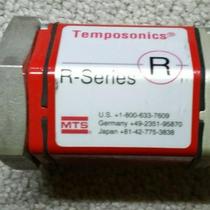 Temposonics®
R-Series
R
MTS
U.S. +1-800-633-7609
Germany +49-2351-95870
Japan +81-42-775-3838